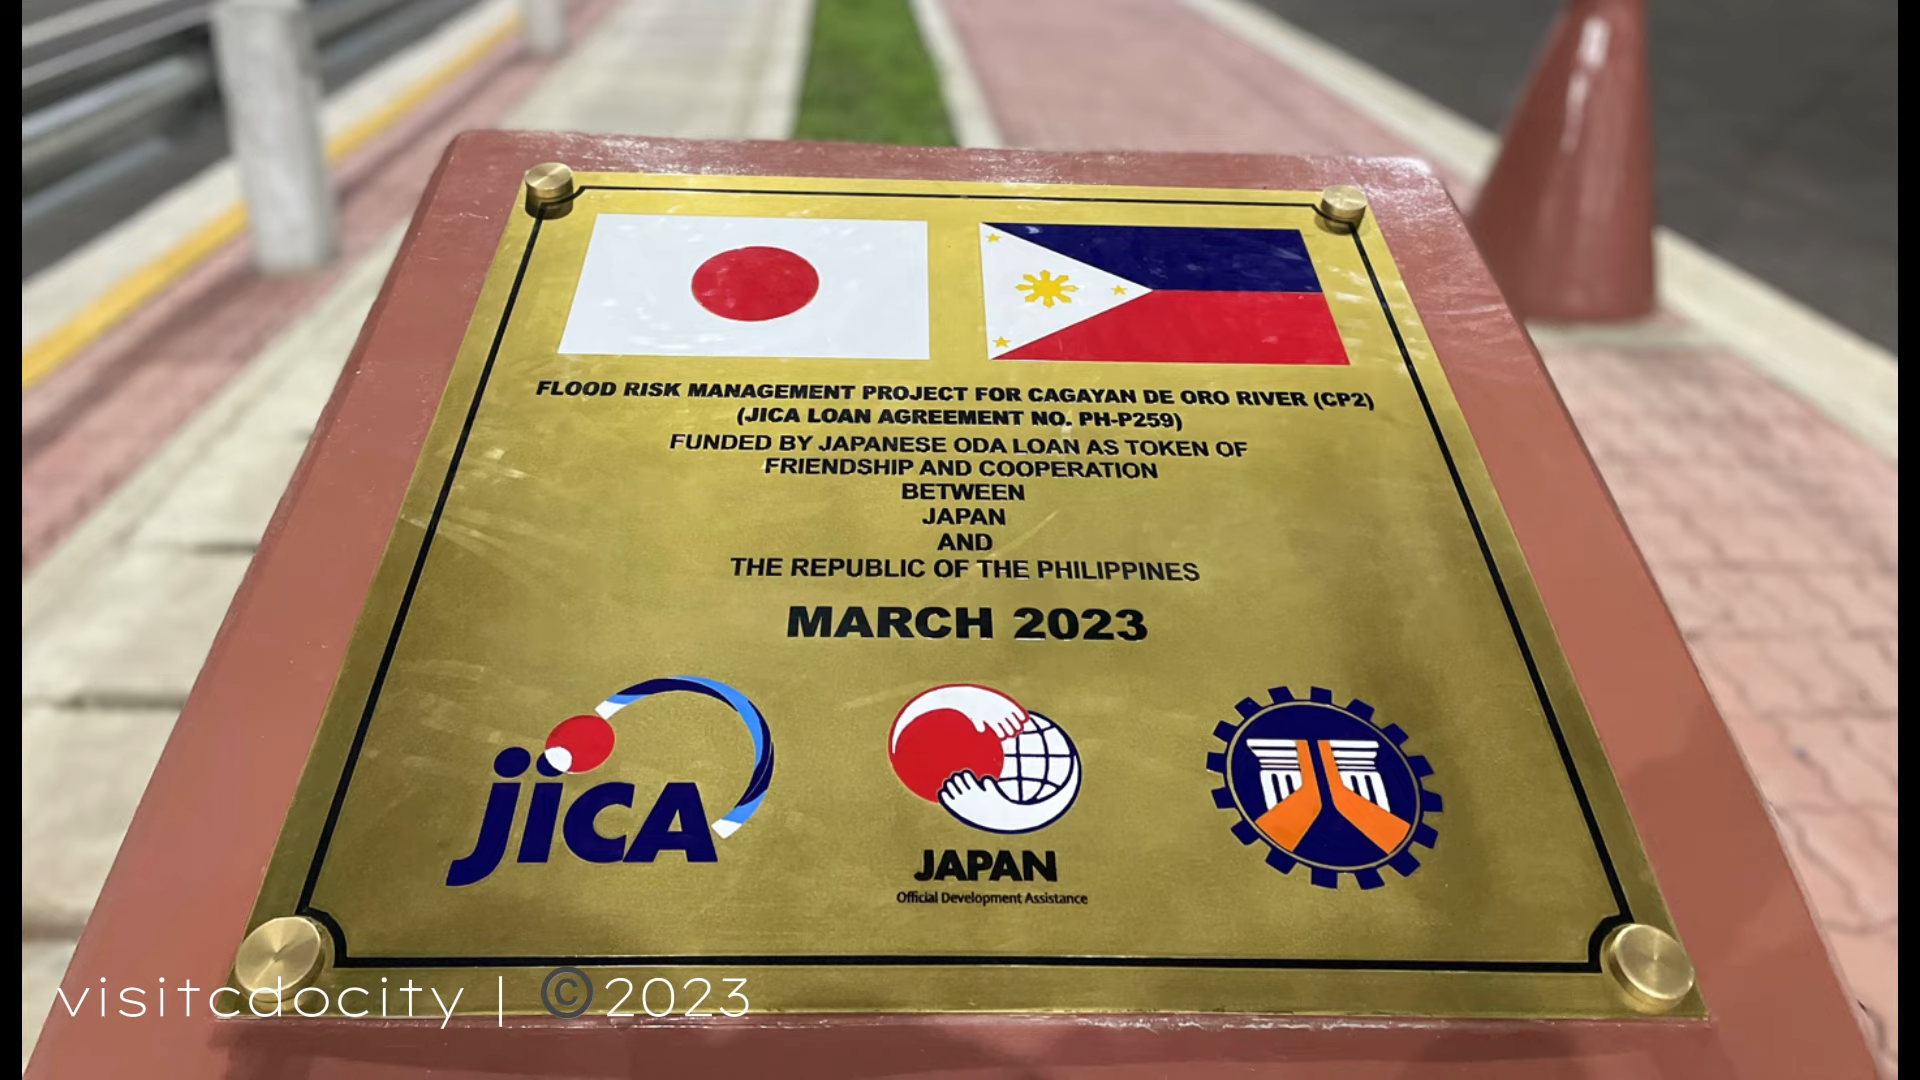 FLOOD RISK MANAGEMENT PROJECT FOR CAGAYAN DE ORO RIVER (CP2)
(JICA LOAN AGREEMENT NO. PH-P259)
FUNDED BY JAPANESE ODA LOAN AS TOKEN OF
FRIENDSHIP AND COOPERATION
BETWEEN
JAPAN
AND
THE REPUBLIC OF THE PHILIPPINES
MARCH 2023
jICA
JAPAN
Official Development Assistance
visitcdocity | ©2023